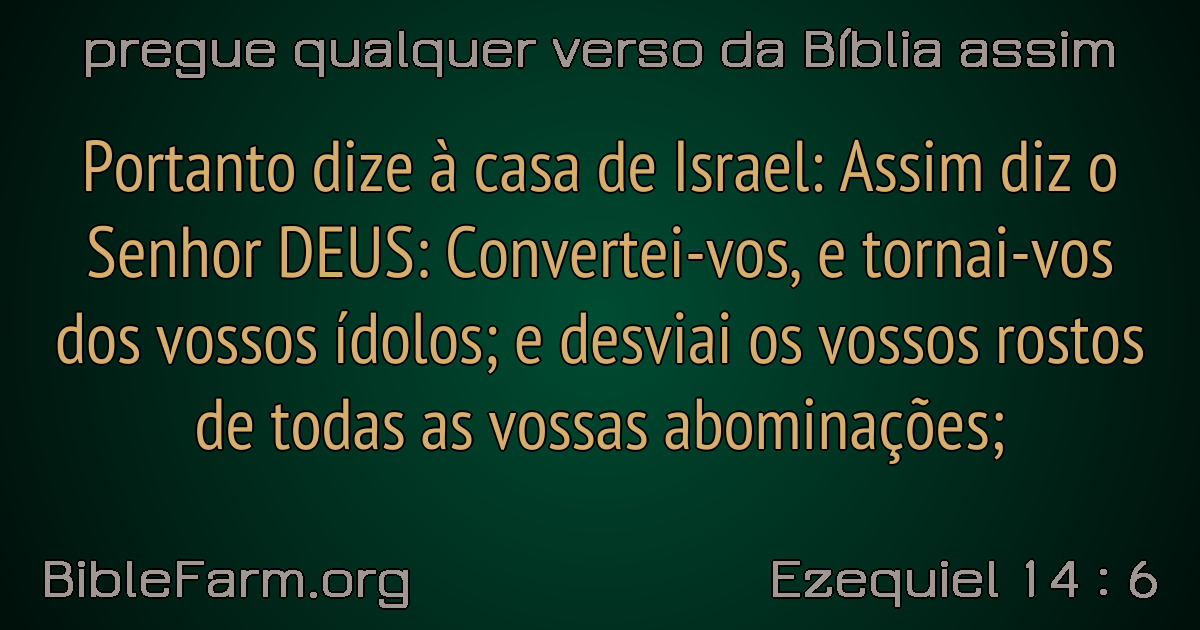 pregue qualquer verso da Bíblia assim
Portanto dize à casa de Israel: Assim diz o
Senhor DEUS: Convertei-vos, e tornai-vos
dos vossos ídolos; e desviai os vossos rostos
de todas as vossas abominações;
BibleFarm.org
Ezequiel 14 : 6